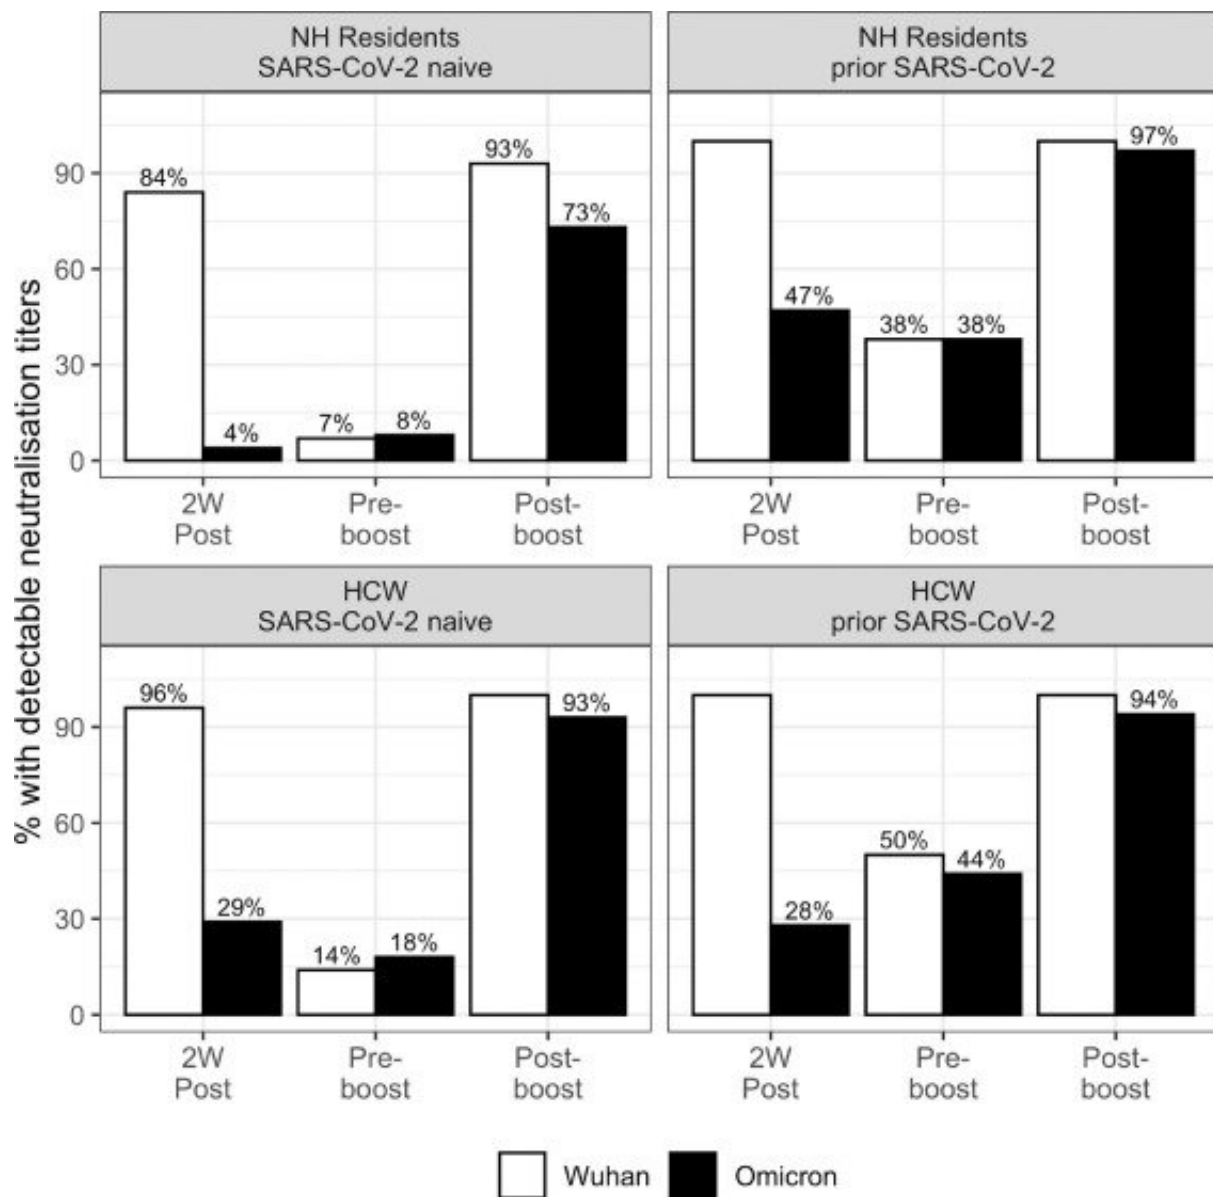 NH Residents
SARS-CoV-2 naive
NH Residents
prior SARS-CoV-2
% with detectable neutralisation titers
90
60
30
0
84%
4%
7%
8%
93%
73%
47%
38%
38%
97%
2W
Post
Pre-
boost
Post-
boost
2W
Post
Pre-
boost
Post-
boost
HCW
SARS-CoV-2 naive
HCW
prior SARS-CoV-2
90
60
30
0
96%
29%
14%
18%
93%
28%
50%
44%
94%
2W
Post
Pre-
boost
Post-
boost
2W
Post
Pre-
boost
Post-
boost
Wuhan
Omicron